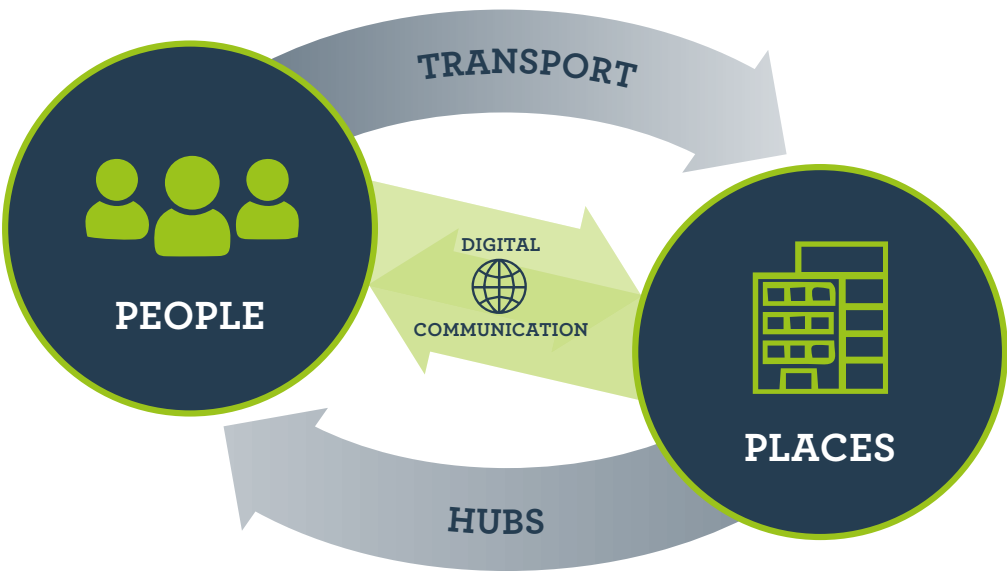 TRANSPORT
DIGITAL
COMMUNICATION
PEOPLE
PLACES
HUBS